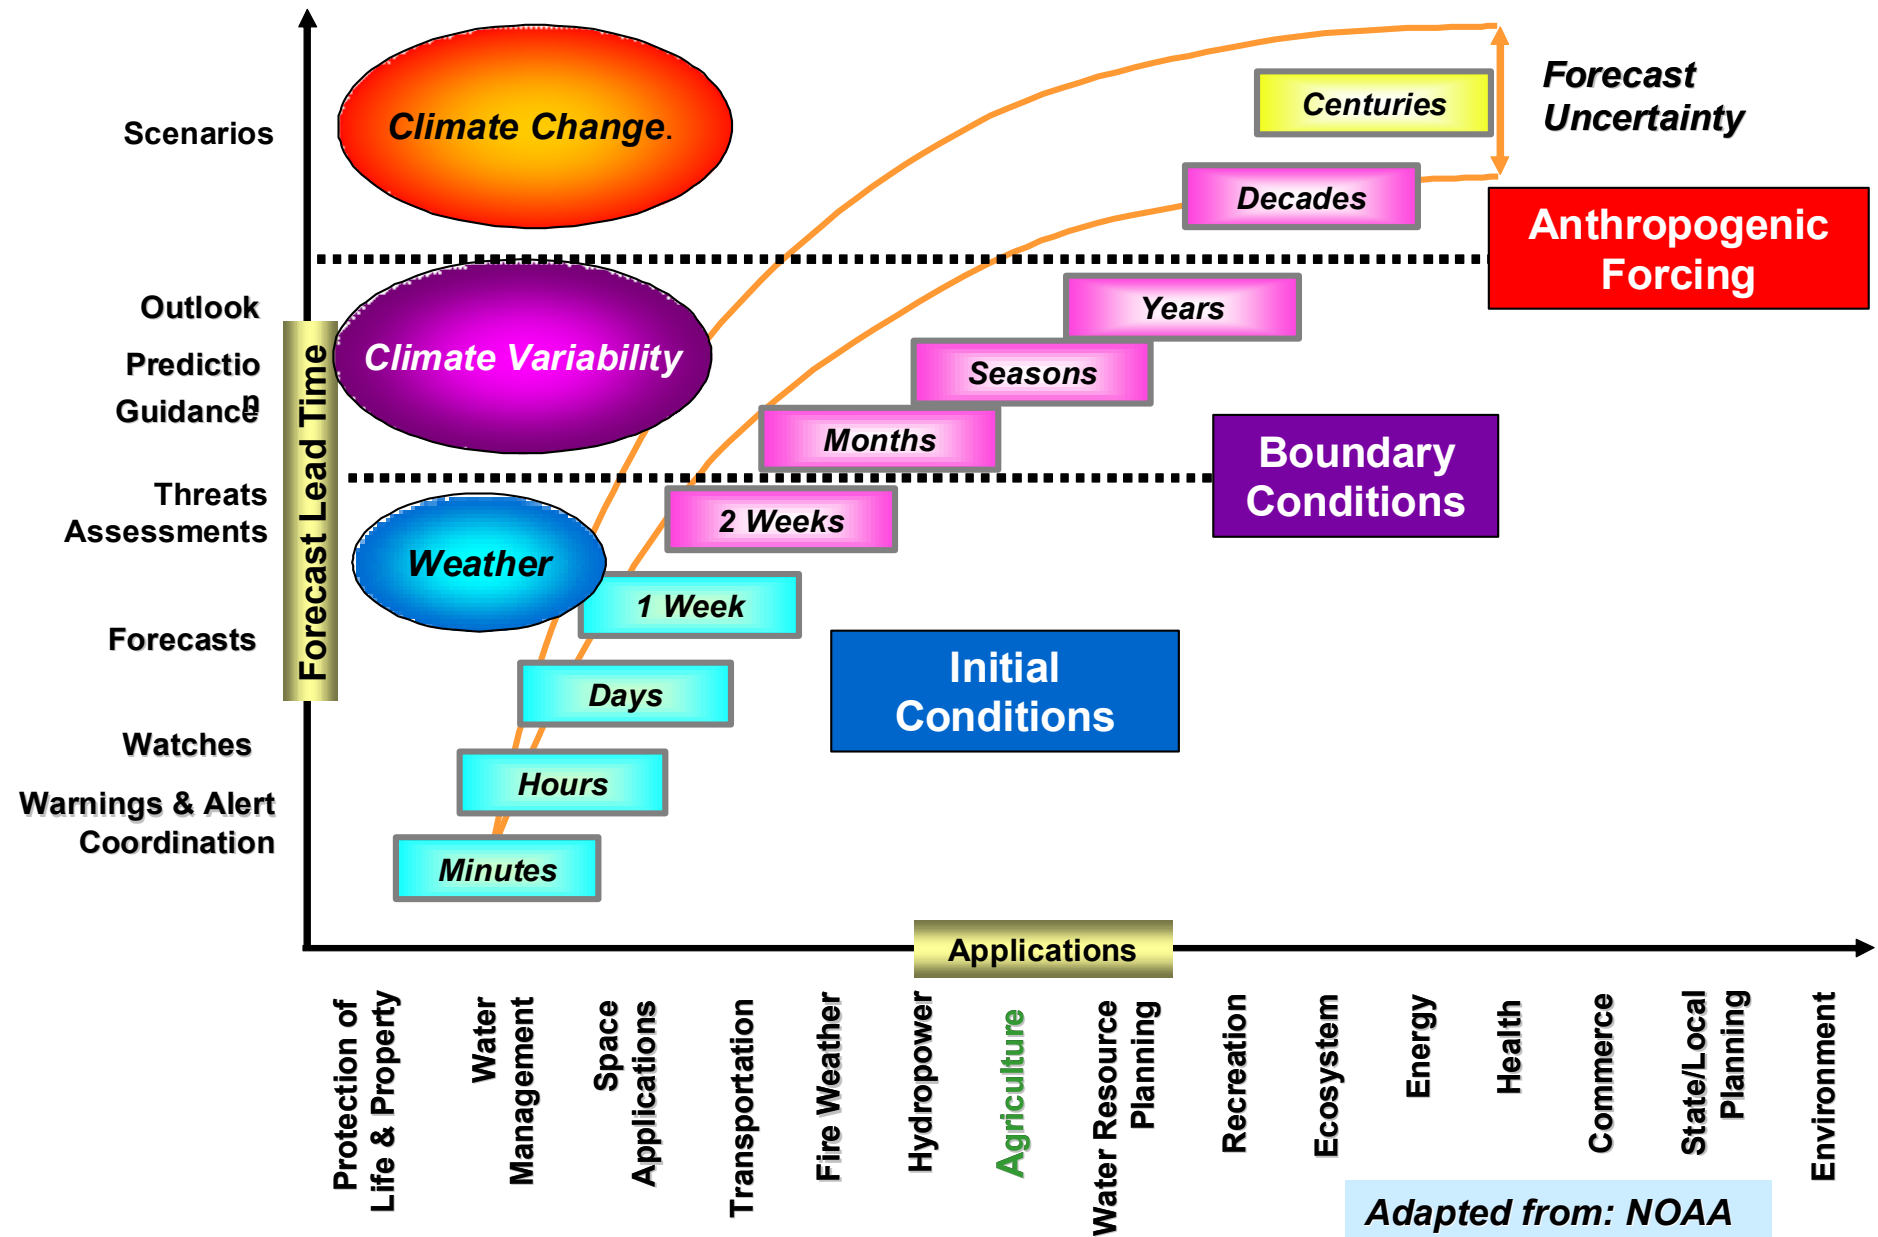 Scenarios
Outlook
Predictio
n
Guidance
Threats
Assessments
Forecasts
Watches
Warnings & Alert
Coordination
Forecast Lead Time
Climate Change.
Climate Variability
Weather
Centuries
Decades
Years
Seasons
Months
2 Weeks
1 Week
Days
Hours
Minutes
Forecast
Uncertainty
Anthropogenic
Forcing
Boundary
Conditions
Initial
Conditions
Applications
Protection of
Life & Property
Water
Management
Space
Applications
Transportation
Fire Weather
Hydropower
Agriculture
Water Resource
Planning
Recreation
Ecosystem
Energy
Health
Commerce
State/Local
Planning
Environment
Adapted from: NOAA